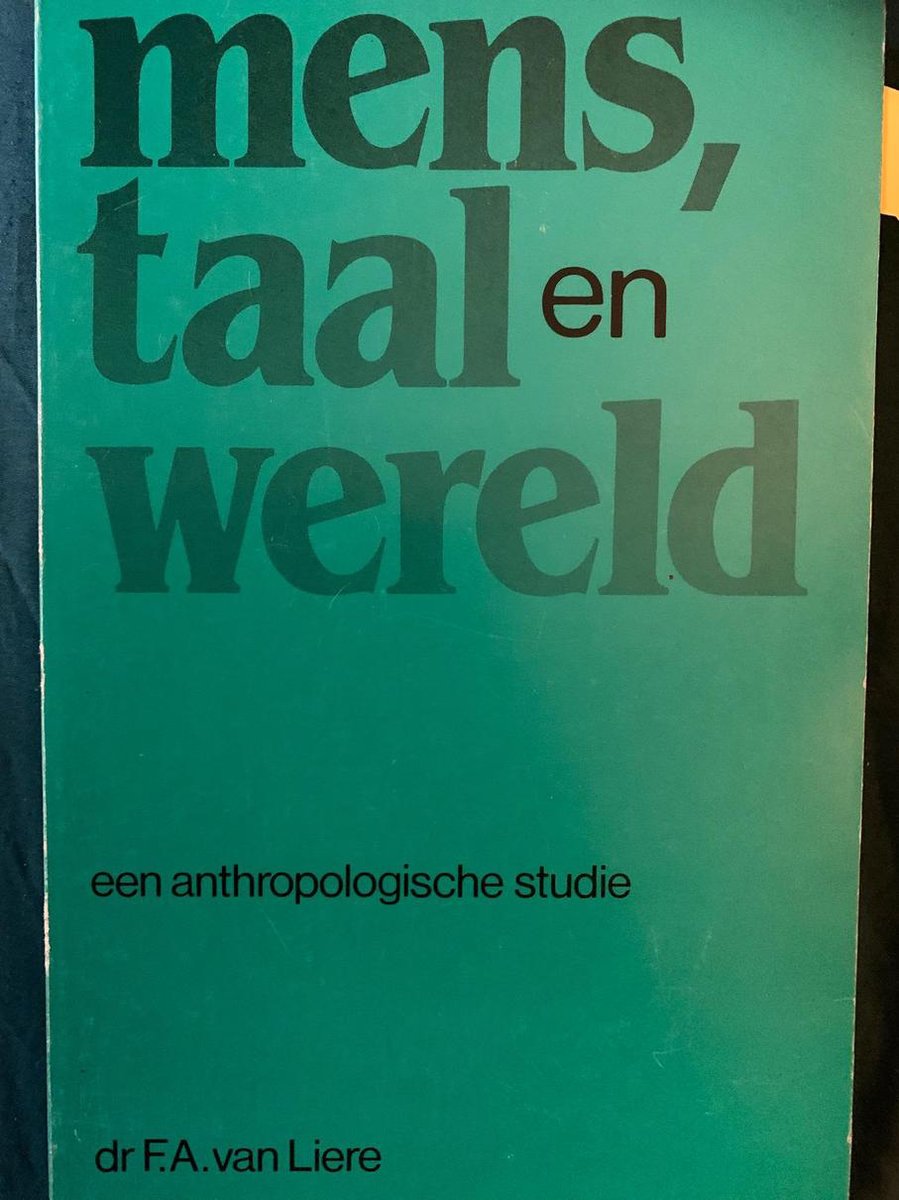 mens,
taal en
wereld
een anthropologische studie
dr F.A. van Liere